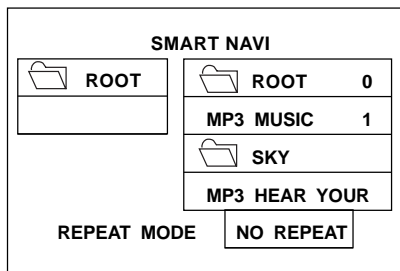 SMART NAVI
ROOT
ROOT 0
MP3 MUSIC 1
SKY
MP3 HEAR YOUR
REPEAT MODE NO REPEAT